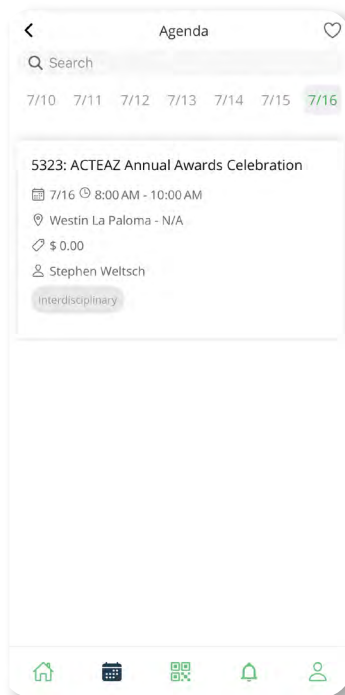 Agenda
Search
7/10 7/11 7/12 7/13 7/14 7/15 7/16
5323: ACTEAZ Annual Awards Celebration
7/16 8:00 AM - 10:00 AM
Westin La Paloma - N/A
$ 0.00
Stephen Weltsch
Interdisciplinary